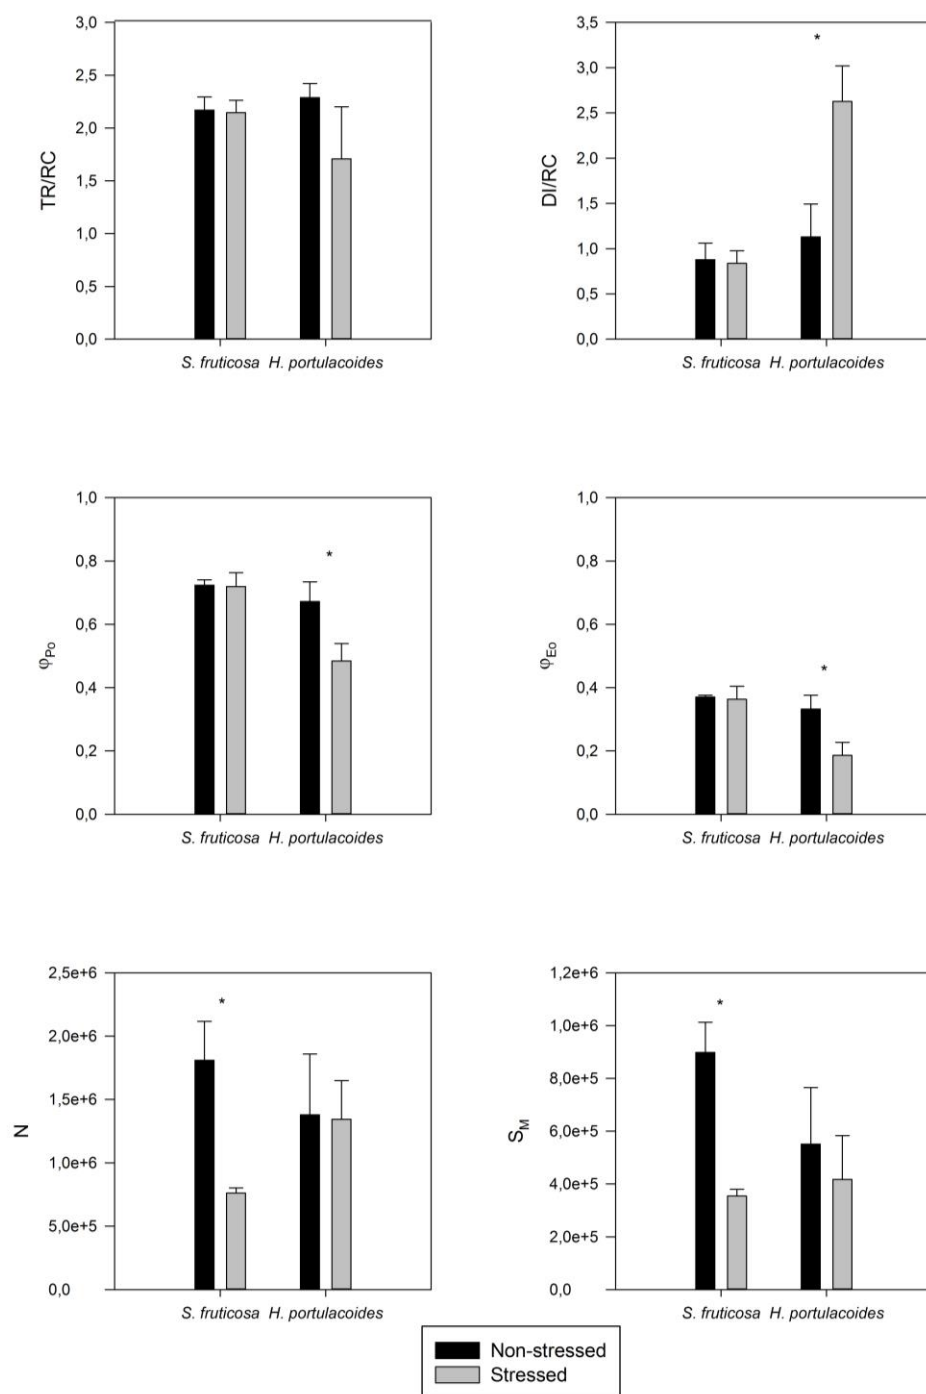 3,0
2,5
2,0
1,5
1,0
0,5
0,0
TR/RC
S. fruticosa H. portulacoides
3,5
3,0
2,5
2,0
1,5
1,0
0,5
0,0
DI/RC
*
S. fruticosa H. portulacoides
1,0
0,8
0,6
0,4
0,2
0,0
φPo
*
S. fruticosa H. portulacoides
1,0
0,8
0,6
0,4
0,2
0,0
φEo
*
S. fruticosa H. portulacoides
2,5e+6
2,0e+6
1,5e+6
1,0e+6
5,0e+5
0,0
N
*
S. fruticosa H. portulacoides
1,2e+6
1,0e+6
8,0e+5
6,0e+5
4,0e+5
2,0e+5
0,0
SM
*
S. fruticosa H. portulacoides
Non-stressed
Stressed